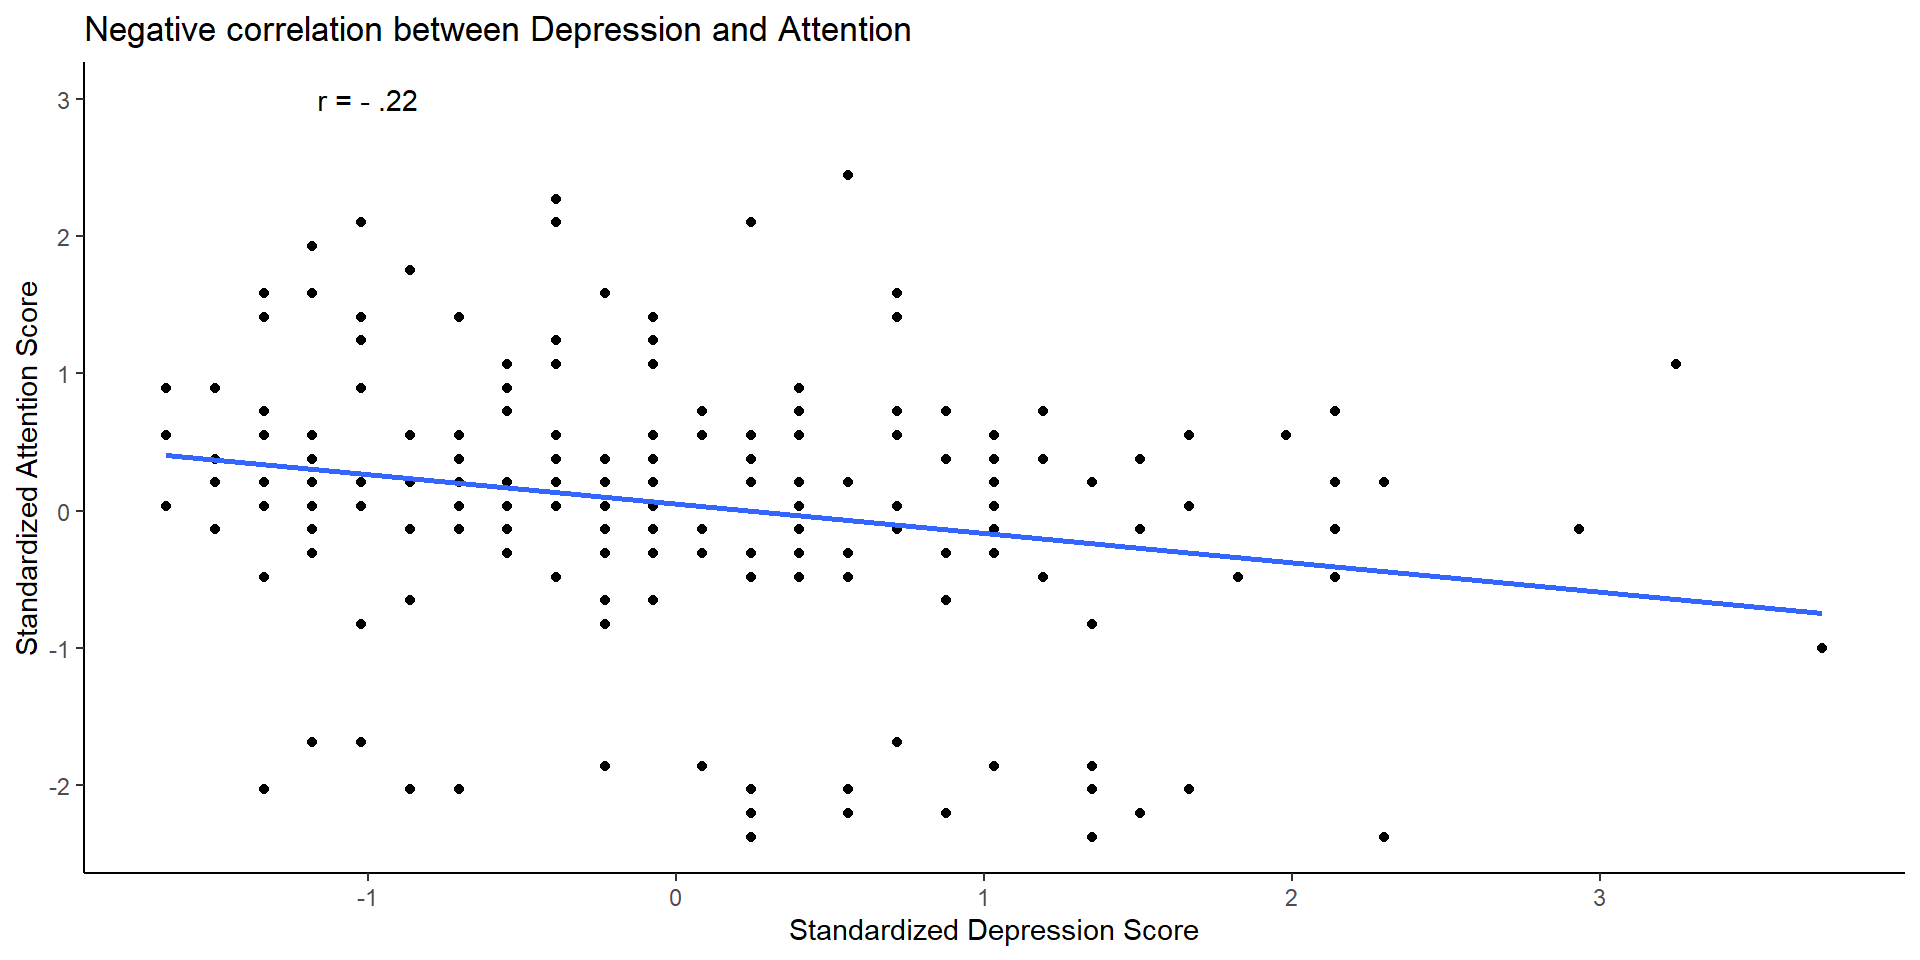 Negative correlation between Depression and Attention
r = - .22
Standardized Attention Score
3
2
1
0
-1
-2
-1
0
1
2
3
Standardized Depression Score